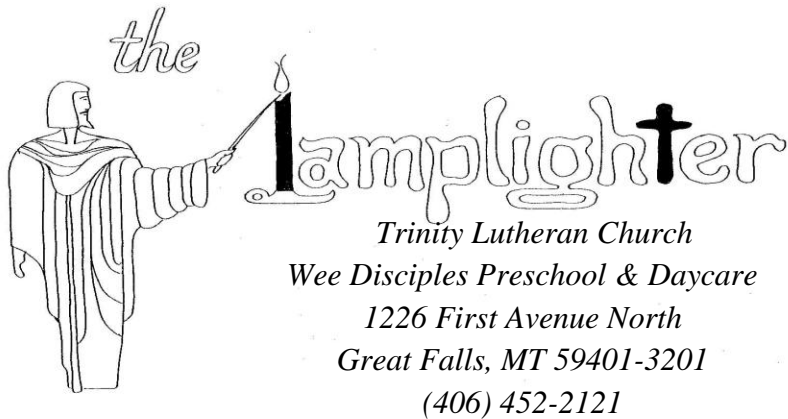 the
Lamplighter
Trinity Lutheran Church
Wee Disciples Preschool & Daycare
1226 First Avenue North
Great Falls, MT 59401-3201
(406) 452-2121